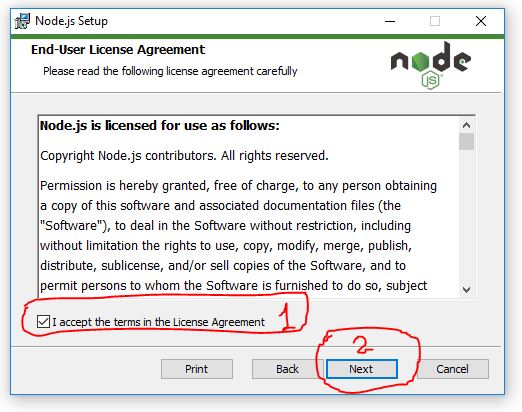 Node.js Setup
End-User License Agreement
Please read the following license agreement carefully
node
JS
Node.js is licensed for use as follows:
Copyright Node.js contributors. All rights reserved.
Permission is hereby granted, free of charge, to any person obtaining
a copy of this software and associated documentation files (the
"Software"), to deal in the Software without restriction, including
without limitation the rights to use, copy, modify, merge, publish,
distribute, sublicense, and/or sell copies of the Software, and to
permit persons to whom the Software is furnished to do so, subject
I accept the terms in the License Agreement 1
2
Print Back Next Cancel